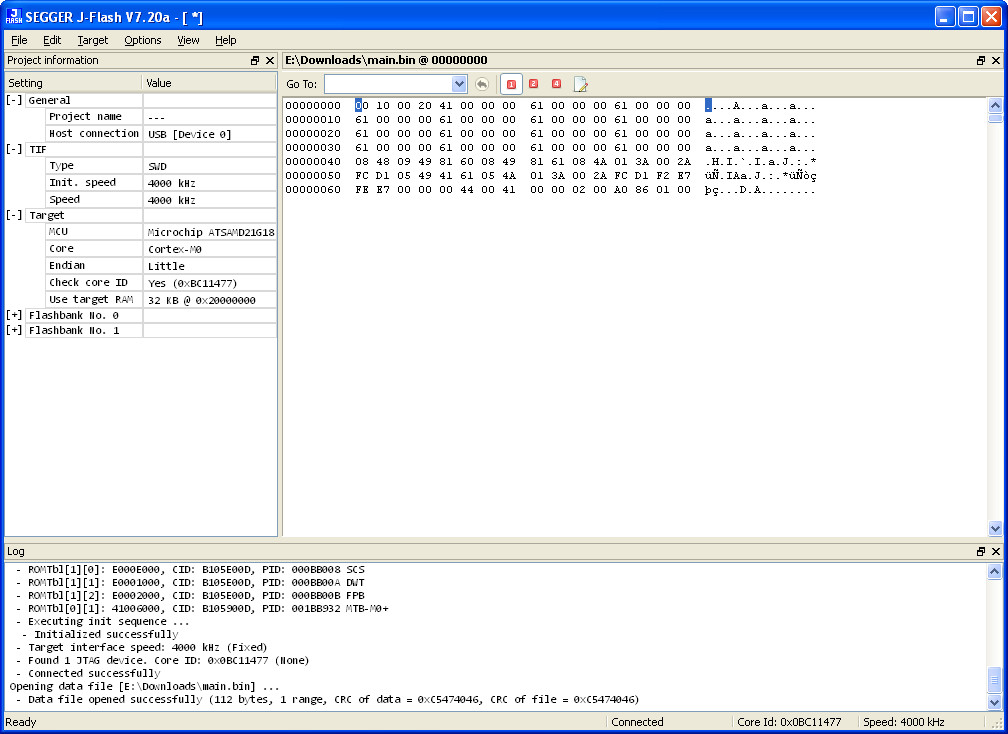 SEGGER J-Flash V7.20a - [ *]
File Edit Target Options View Help
Project information
Setting Value
[-] General
Project name ---
Host connection USB [Device 0]
[-] TIF
Type SWD
Init. speed 4000 kHz
Speed 4000 kHz
[-] Target
MCU Microchip ATSAMD21G18
Core Cortex-M0
Endian Little
Check core ID Yes (0xBC11477)
Use target RAM 32 KB @ 0x20000000
[+] Flashbank No. 0
[+] Flashbank No. 1
E:\Downloads\main.bin @ 00000000
Go To: 1 2 4
00000000 00 10 00 20 41 00 00 00 61 00 00 00 61 00 00 00 ....A...a...a...
00000010 61 00 00 00 61 00 00 00 61 00 00 00 61 00 00 00 a...a...a...a...
00000020 61 00 00 00 61 00 00 00 61 00 00 00 61 00 00 00 a...a...a...a...
00000030 61 00 00 00 61 00 00 00 61 00 00 00 61 00 00 00 a...a...a...a...
00000040 08 48 09 49 81 60 08 49 81 61 08 4A 01 3A 00 2A .H.I.`.I.a.J.:.*
00000050 FC D1 05 49 41 61 05 4A 01 3A 00 2A FC D1 F2 E7 üÑ.IAa.J.:.*üÑòç
00000060 FE E7 00 00 00 44 00 41 00 00 02 00 A0 86 01 00 þç...D.A........
Log
- ROMTbl[1][0]: E000E000, CID: B105E00D, PID: 000BB008 SCS
- ROMTbl[1][1]: E0001000, CID: B105E00D, PID: 000BB00A DWT
- ROMTbl[1][2]: E0002000, CID: B105E00D, PID: 000BB00B FPB
- ROMTbl[0][1]: 41006000, CID: B105900D, PID: 001BB932 MTB-M0+
- Executing init sequence ...
- Initialized successfully
- Target interface speed: 4000 kHz (Fixed)
- Found 1 JTAG device. Core ID: 0x0BC11477 (None)
- Connected successfully
Opening data file [E:\Downloads\main.bin] ...
- Data file opened successfully (112 bytes, 1 range, CRC of data = 0xC5474046, CRC of file = 0xC5474046)
Ready Connected Core Id: 0x0BC11477 Speed: 4000 kHz